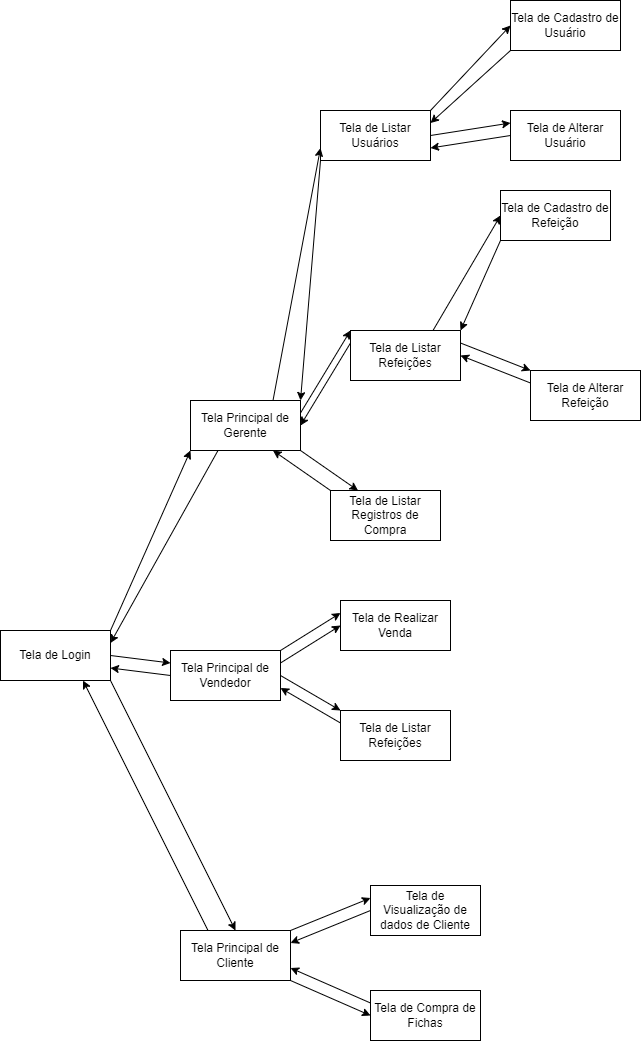 Tela de Cadastro de
Usuário
Tela de Listar
Usuários
Tela de Alterar
Usuário
Tela de Cadastro de
Refeição
Tela de Listar
Refeições
Tela de Alterar
Refeição
Tela Principal de
Gerente
Tela de Listar
Registros de
Compra
Tela de Realizar
Venda
Tela de Login
Tela Principal de
Vendedor
Tela de Listar
Refeições
Tela de
Visualização de
dados de Cliente
Tela Principal de
Cliente
Tela de Compra de
Fichas